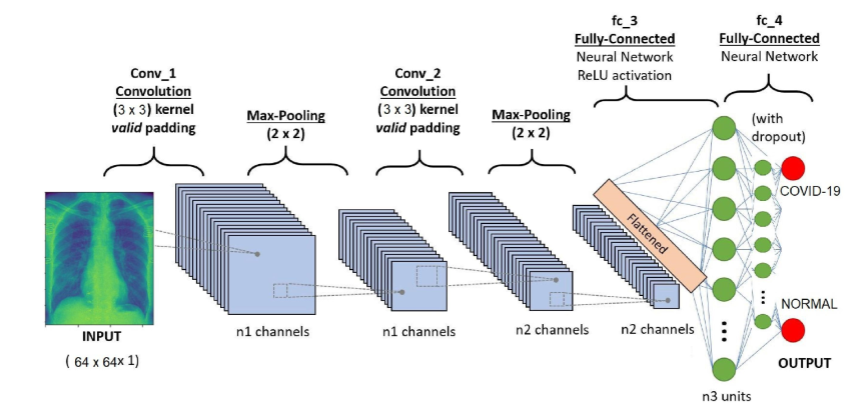 fc_3
Fully-Connected
Neural Network
ReLU activation
fc_4
Fully-Connected
Neural Network
Conv_1
Convolution
(3 x 3) kernel
valid padding
Max-Pooling
(2 x 2)
Conv_2
Convolution
(3 x 3) kernel
valid padding
Max-Pooling
(2 x 2)
(with
dropout)
COVID-19
Flattened
NORMAL
INPUT
( 64 x 64x 1)
n1 channels
n1 channels
n2 channels
n2 channels
OUTPUT
n3 units